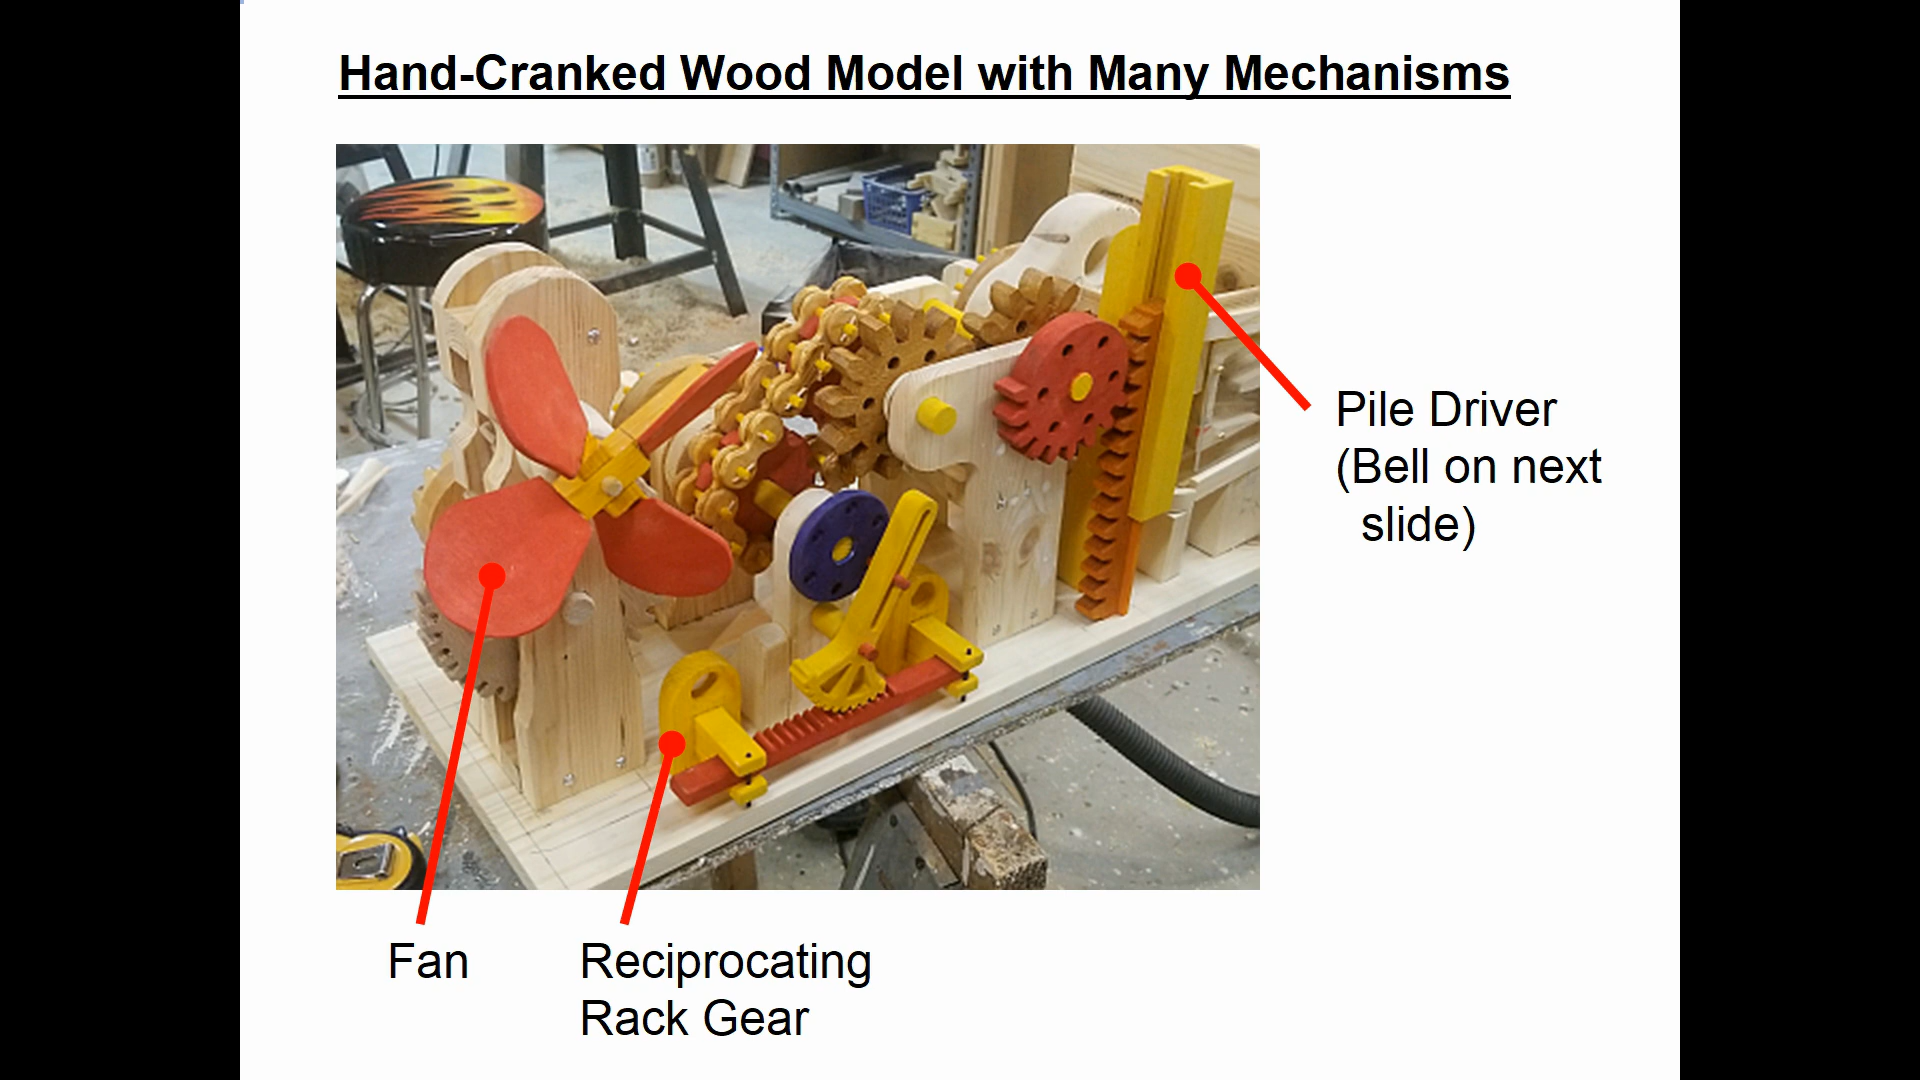 Hand-Cranked Wood Model with Many Mechanisms
Pile Driver
(Bell on next
slide)
Fan
Reciprocating
Rack Gear